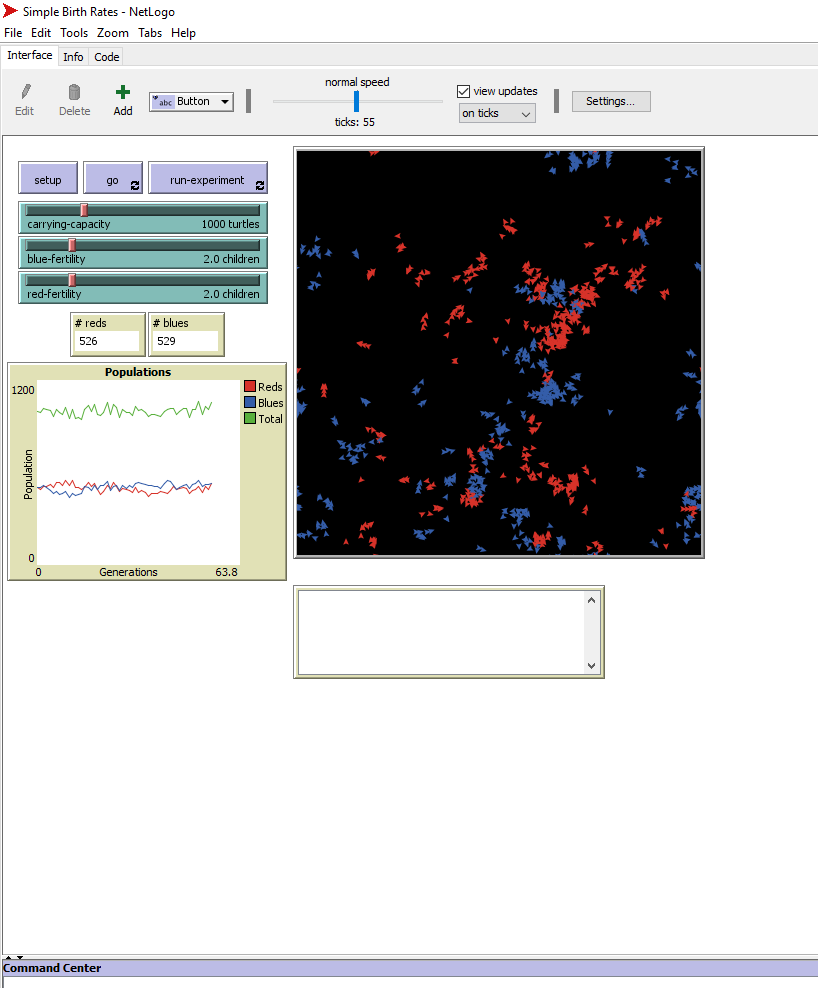 Simple Birth Rates - NetLogo
File Edit Tools Zoom Tabs Help
Interface Info Code
Edit Delete Add abc Button
normal speed
ticks: 55
view updates
on ticks
Settings...
setup go run-experiment
carrying-capacity 1000 turtles
blue-fertility 2.0 children
red-fertility 2.0 children
# reds # blues
526 529
Populations
1200
Population
0
0 Generations 63.8
Reds
Blues
Total
Command Center